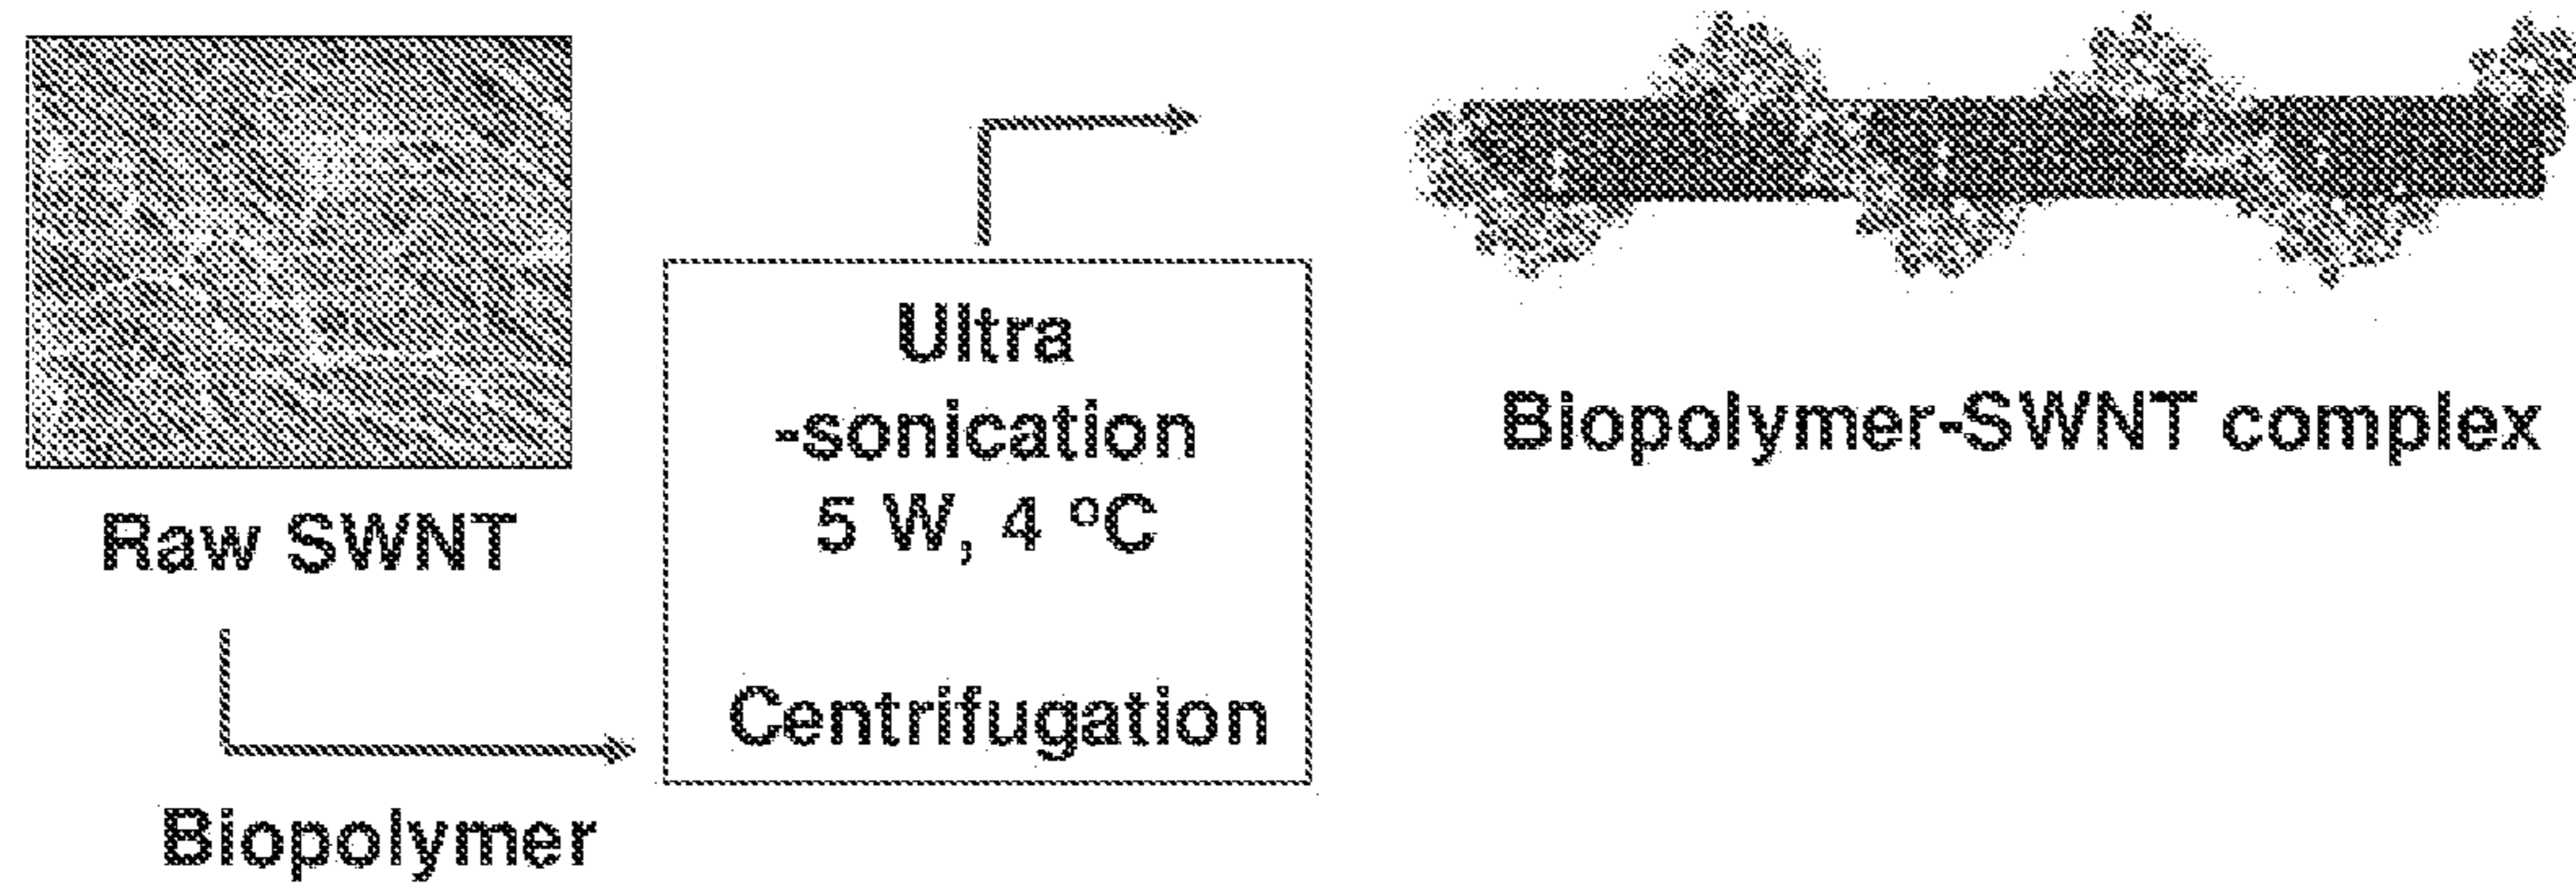 Raw SWNT
Biopolymer
Ultra
-sonication
5 W, 4 °C
Centrifugation
Biopolymer-SWNT complex